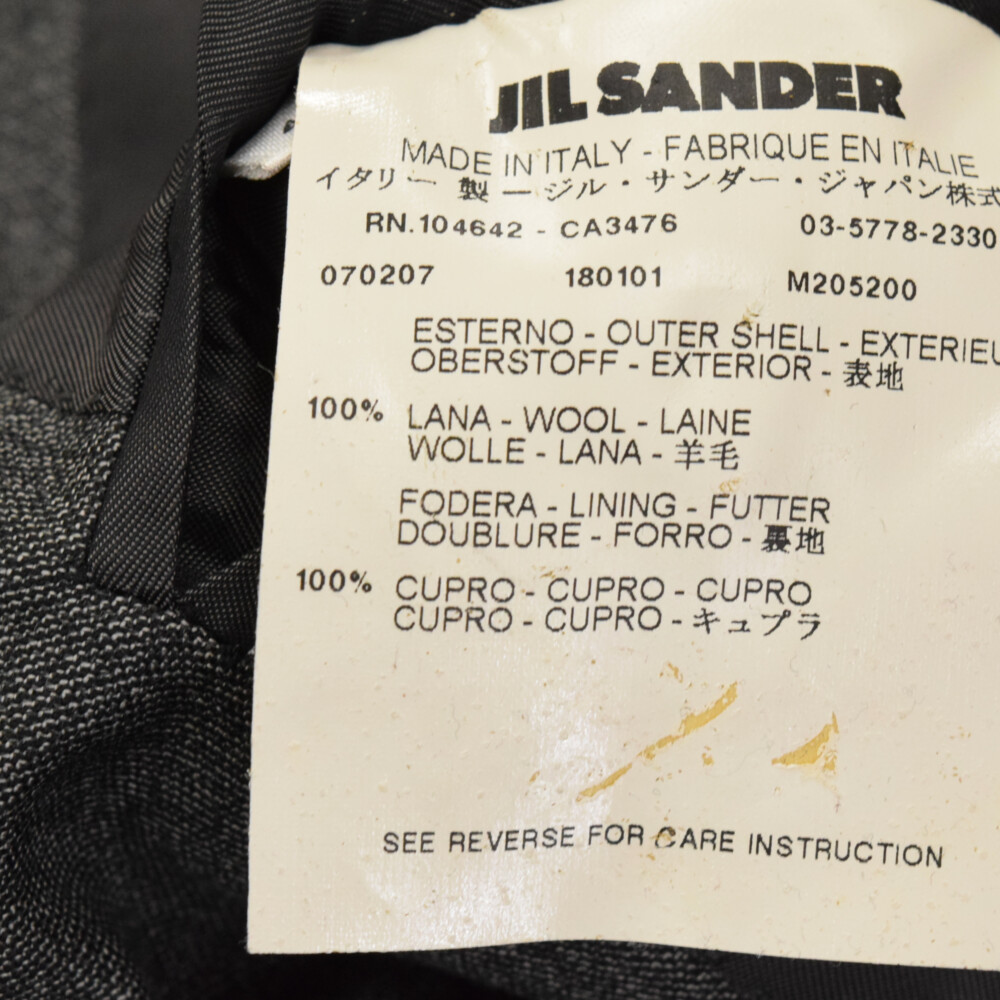 JIL SANDER
MADE IN ITALY - FABRIQUE EN ITALIE
イタリー 製 ージル・サンダー・ジャパン株式
RN.104642 - CA3476 03-5778-2330
070207 180101 M205200
ESTERNO - OUTER SHELL - EXTERIEU
OBERSTOFF - EXTERIOR - 表地
100% LANA - WOOL - LAINE
WOLLE - LANA - 羊毛
FODERA - LINING - FUTTER
DOUBLURE - FORRO - 裏地
100% CUPRO - CUPRO - CUPRO
CUPRO - CUPRO - キュプラ
SEE REVERSE FOR CARE INSTRUCTION